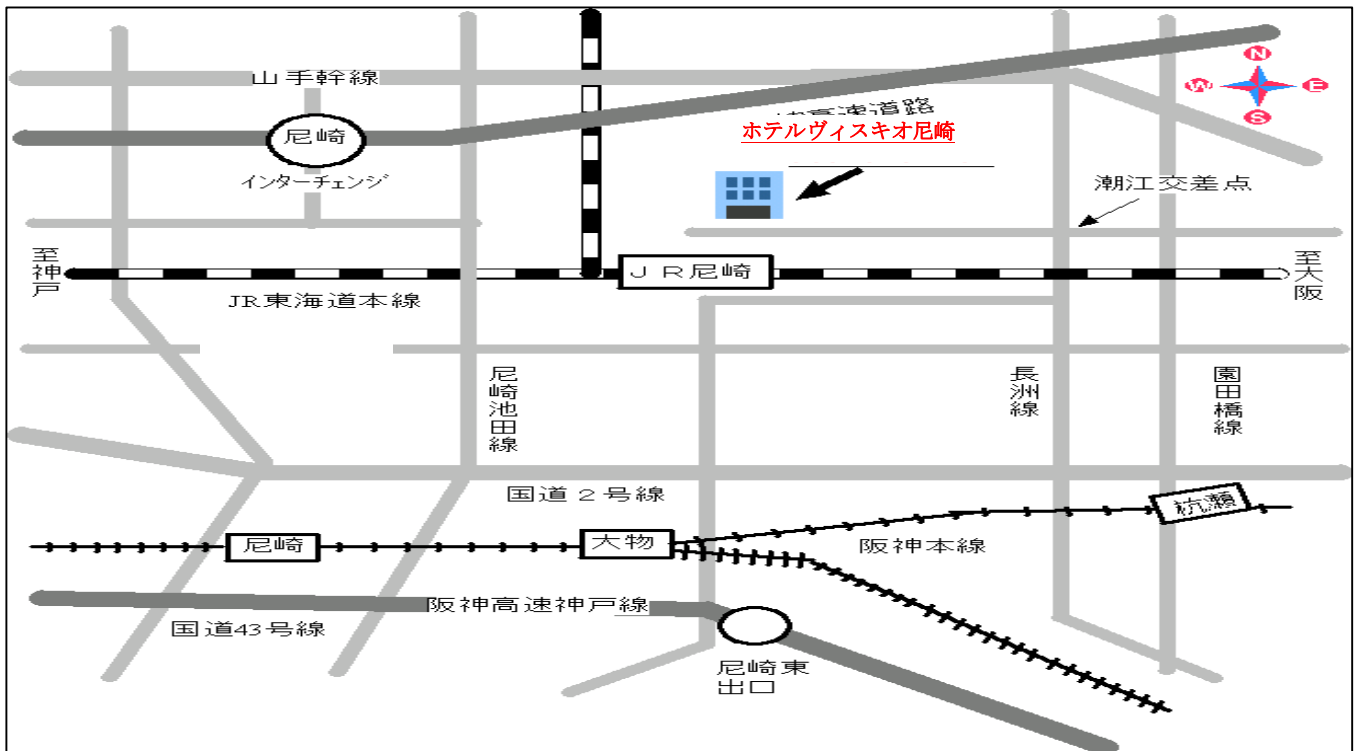 N
山手幹線
W
E
速道路
尼崎
ホテルヴィスキオ尼崎
S
インターチェンジ
潮江交差点
至神戸
JR尼崎
至大阪
JR東海道本線
尼崎池田線
長洲線
園田橋線
国道2号線
杭瀬
尼崎
大物
阪神本線
阪神高速神戸線
国道43号線
尼崎東
出口